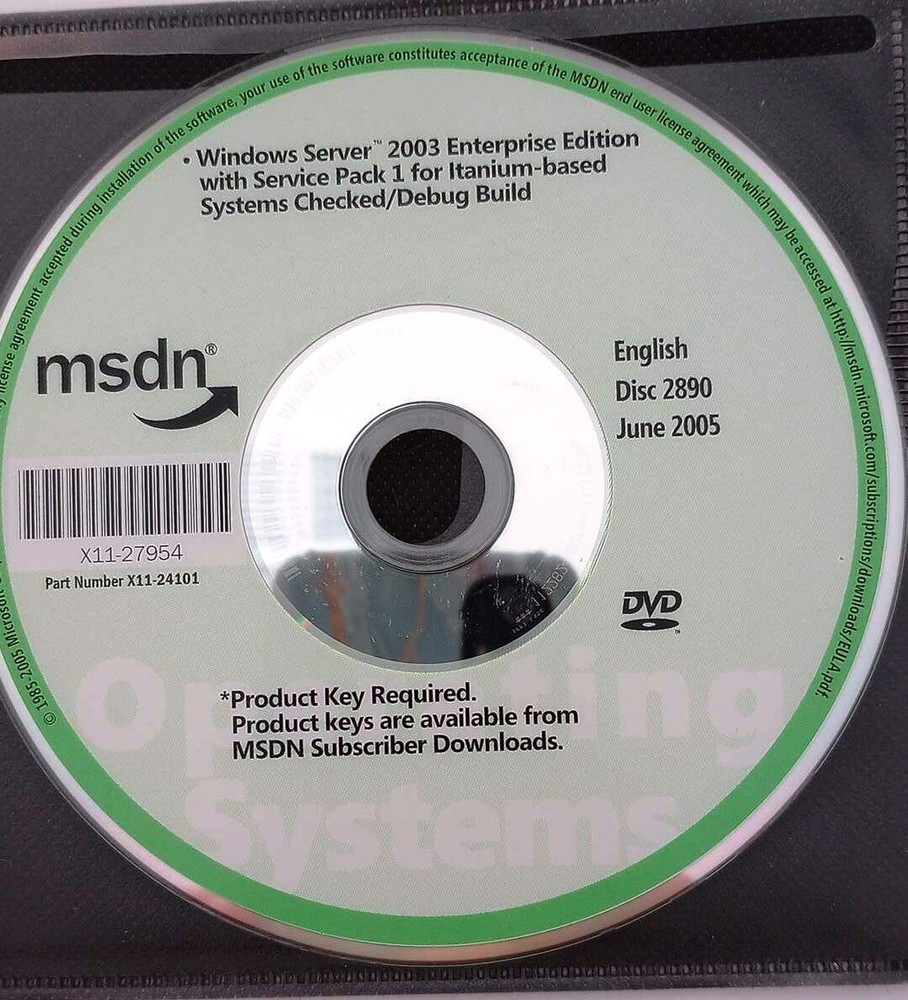 license agreement accepted during installation of the software, your use of the software constitutes acceptance of the MSDN end user license agreement which may be accessed at http://msdn.microsoft.com/subscriptions/downloads/EULA.pdf.
• Windows Server™ 2003 Enterprise Edition
with Service Pack 1 for Itanium-based
Systems Checked/Debug Build
msdn®
English
Disc 2890
June 2005
X11-27954
Part Number X11-24101
DVD™
*Product Key Required.
Product keys are available from
MSDN Subscriber Downloads.
Operating
Systems
© 1985-2005 Microsoft